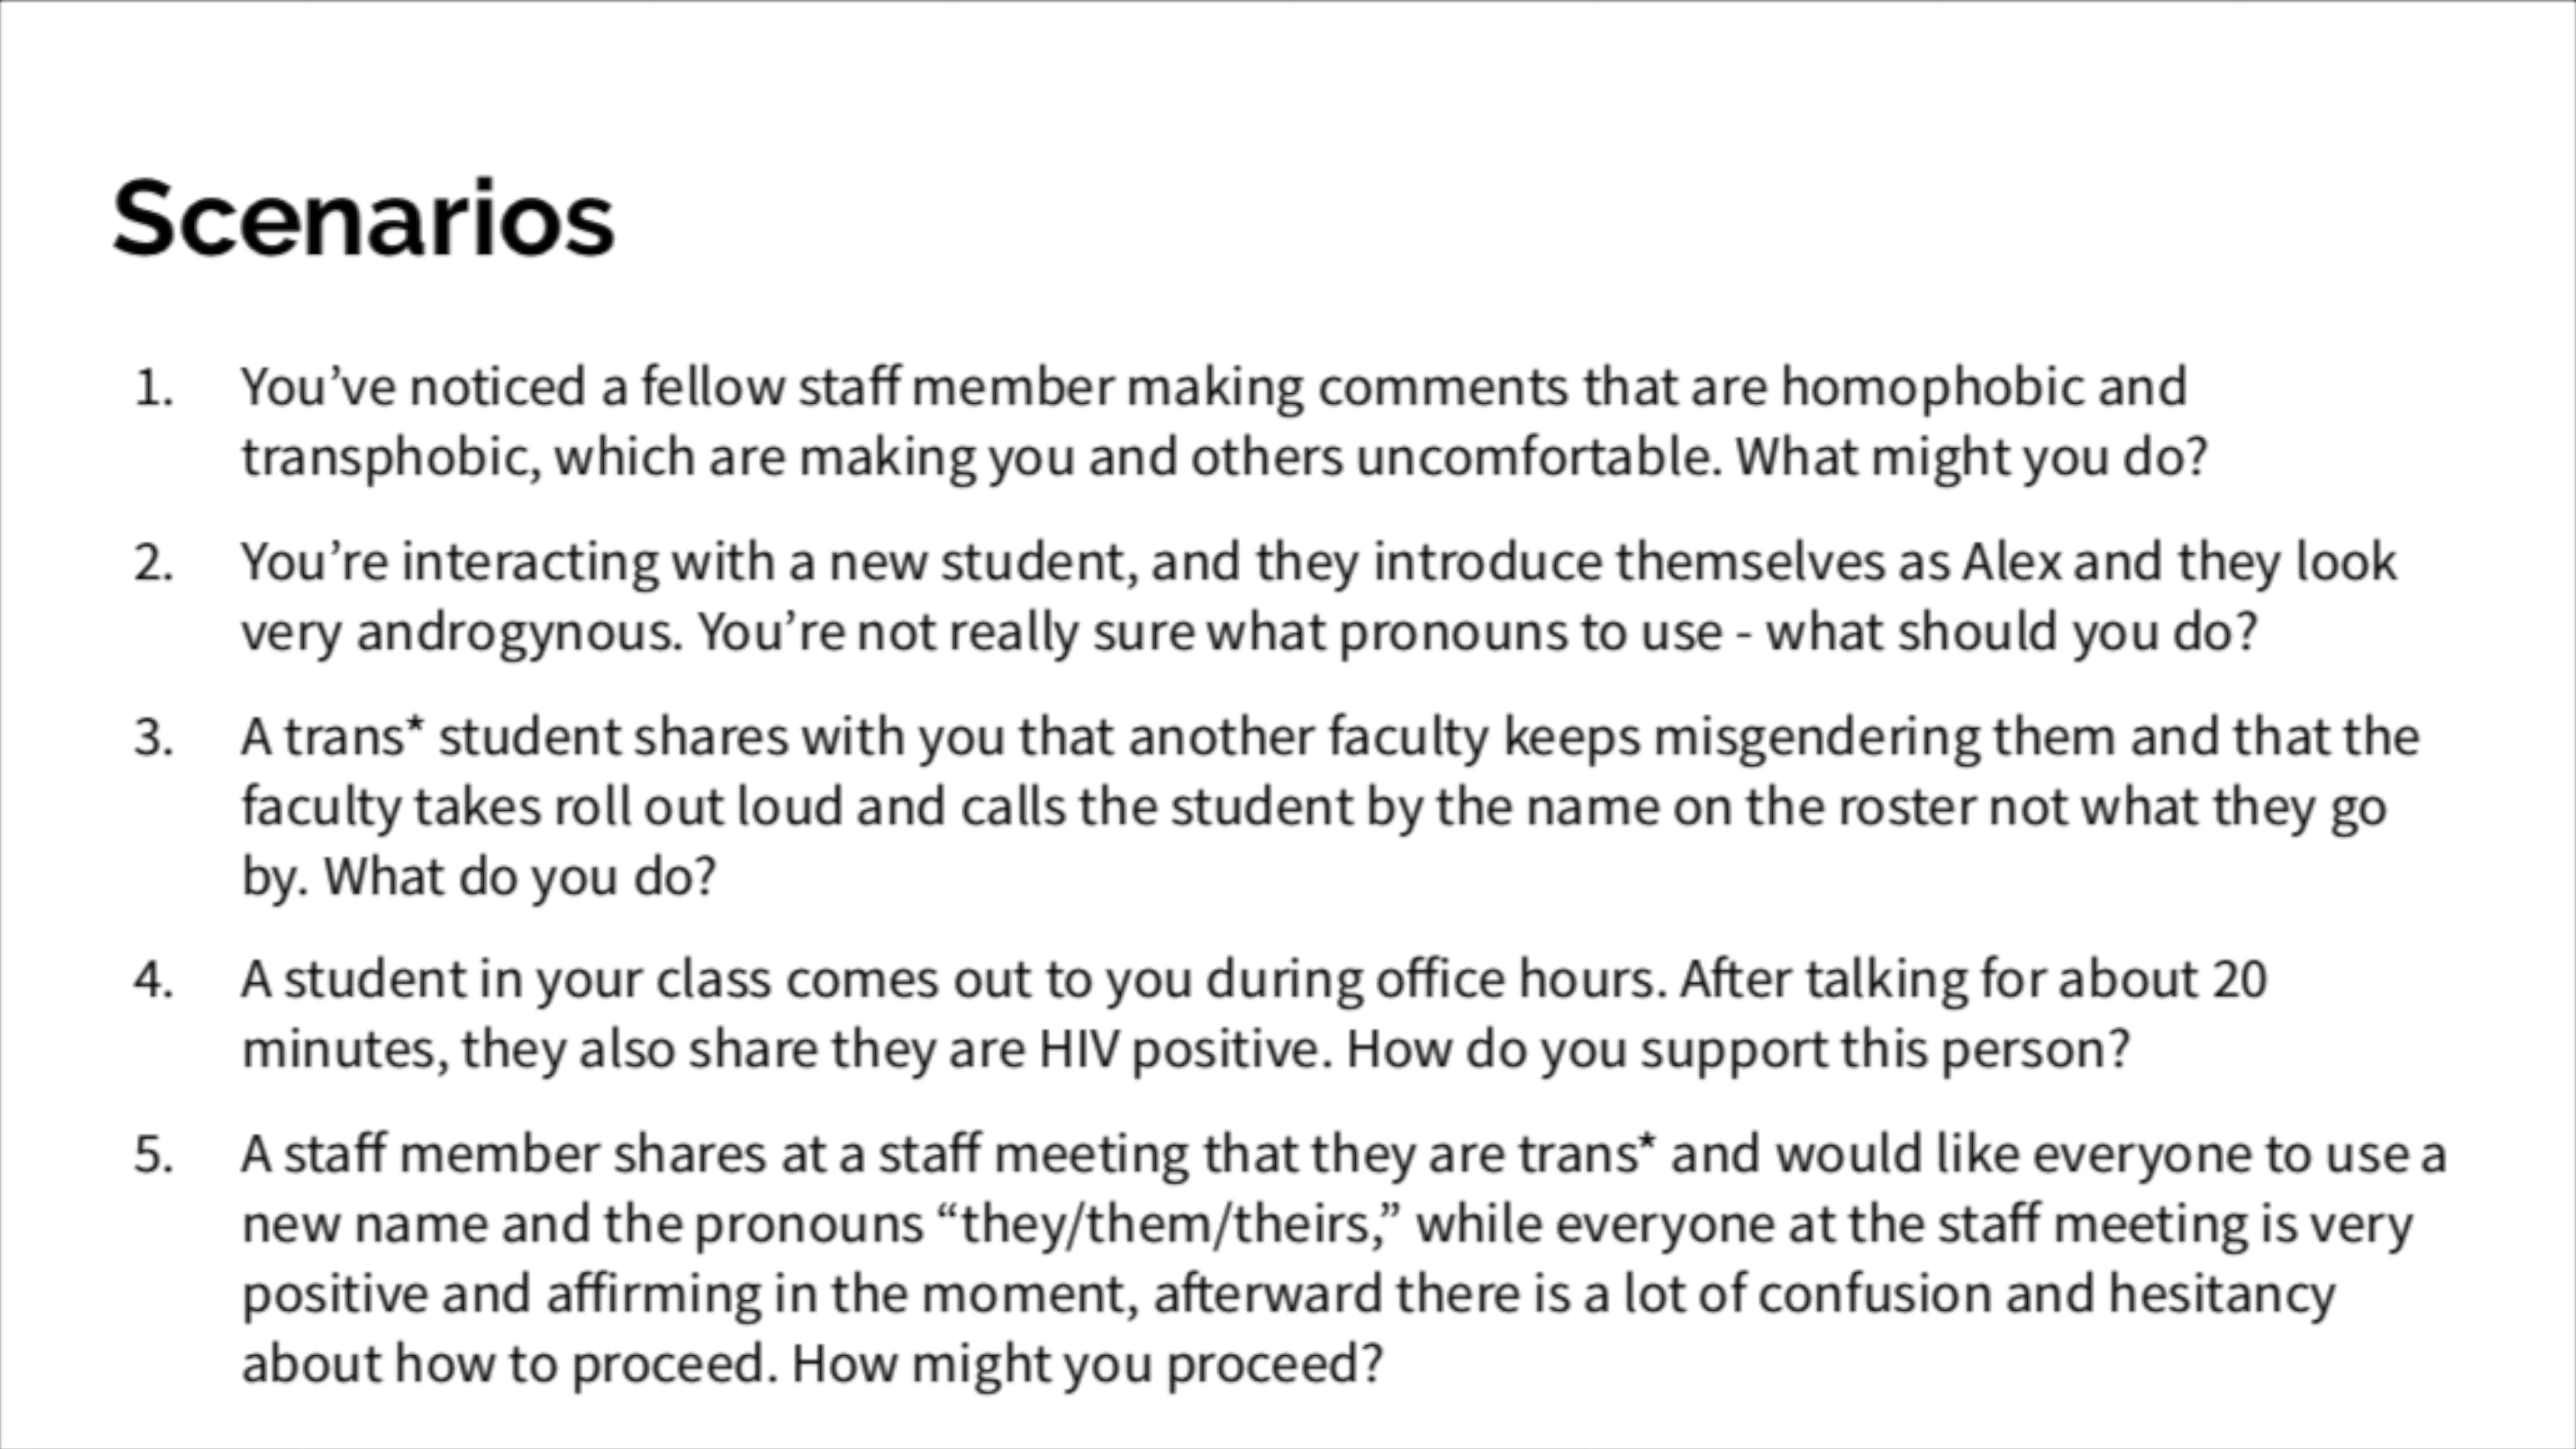 Scenarios
1. You’ve noticed a fellow staff member making comments that are homophobic and
transphobic, which are making you and others uncomfortable. What might you do?
2. You’re interacting with a new student, and they introduce themselves as Alex and they look
very androgynous. You’re not really sure what pronouns to use - what should you do?
3. A trans* student shares with you that another faculty keeps misgendering them and that the
faculty takes roll out loud and calls the student by the name on the roster not what they go
by. What do you do?
4. A student in your class comes out to you during office hours. After talking for about 20
minutes, they also share they are HIV positive. How do you support this person?
5. A staff member shares at a staff meeting that they are trans* and would like everyone to use a
new name and the pronouns “they/them/theirs,” while everyone at the staff meeting is very
positive and affirming in the moment, afterward there is a lot of confusion and hesitancy
about how to proceed. How might you proceed?